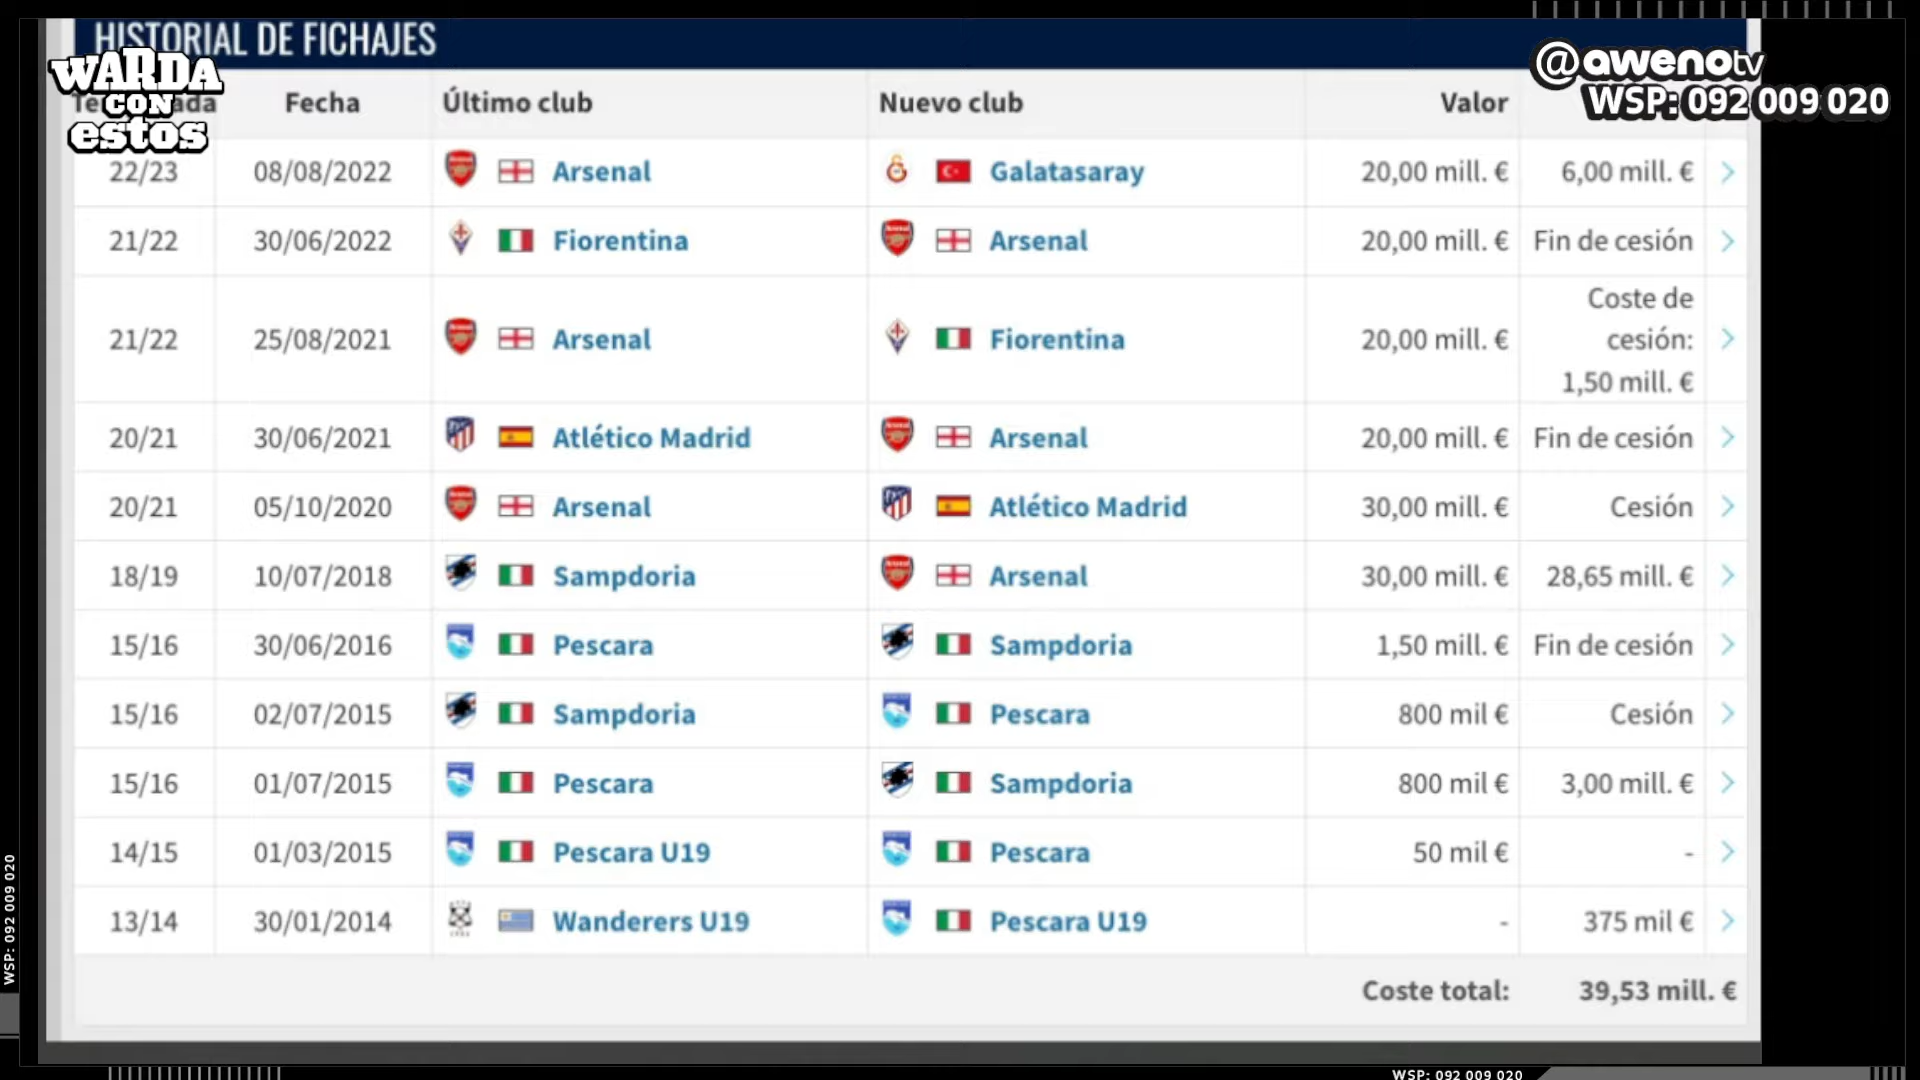 HISTORIAL DE FICHAJES
WARDA
CON
estos
@awenotv
WSP: 092 009 020
Fecha Último club Nuevo club Valor
22/23 08/08/2022 Arsenal Galatasaray 20,00 mill. € 6,00 mill. €
21/22 30/06/2022 Fiorentina Arsenal 20,00 mill. € Fin de cesión
21/22 25/08/2021 Arsenal Fiorentina 20,00 mill. € Coste de
cesión:
1,50 mill. €
20/21 30/06/2021 Atlético Madrid Arsenal 20,00 mill. € Fin de cesión
20/21 05/10/2020 Arsenal Atlético Madrid 30,00 mill. € Cesión
18/19 10/07/2018 Sampdoria Arsenal 30,00 mill. € 28,65 mill. €
15/16 30/06/2016 Pescara Sampdoria 1,50 mill. € Fin de cesión
15/16 02/07/2015 Sampdoria Pescara 800 mil € Cesión
15/16 01/07/2015 Pescara Sampdoria 800 mil € 3,00 mill. €
14/15 01/03/2015 Pescara U19 Pescara 50 mil € -
13/14 30/01/2014 Wanderers U19 Pescara U19 - 375 mil €
Coste total: 39,53 mill. €
WSP: 092 009 020
WSP: 092 009 020